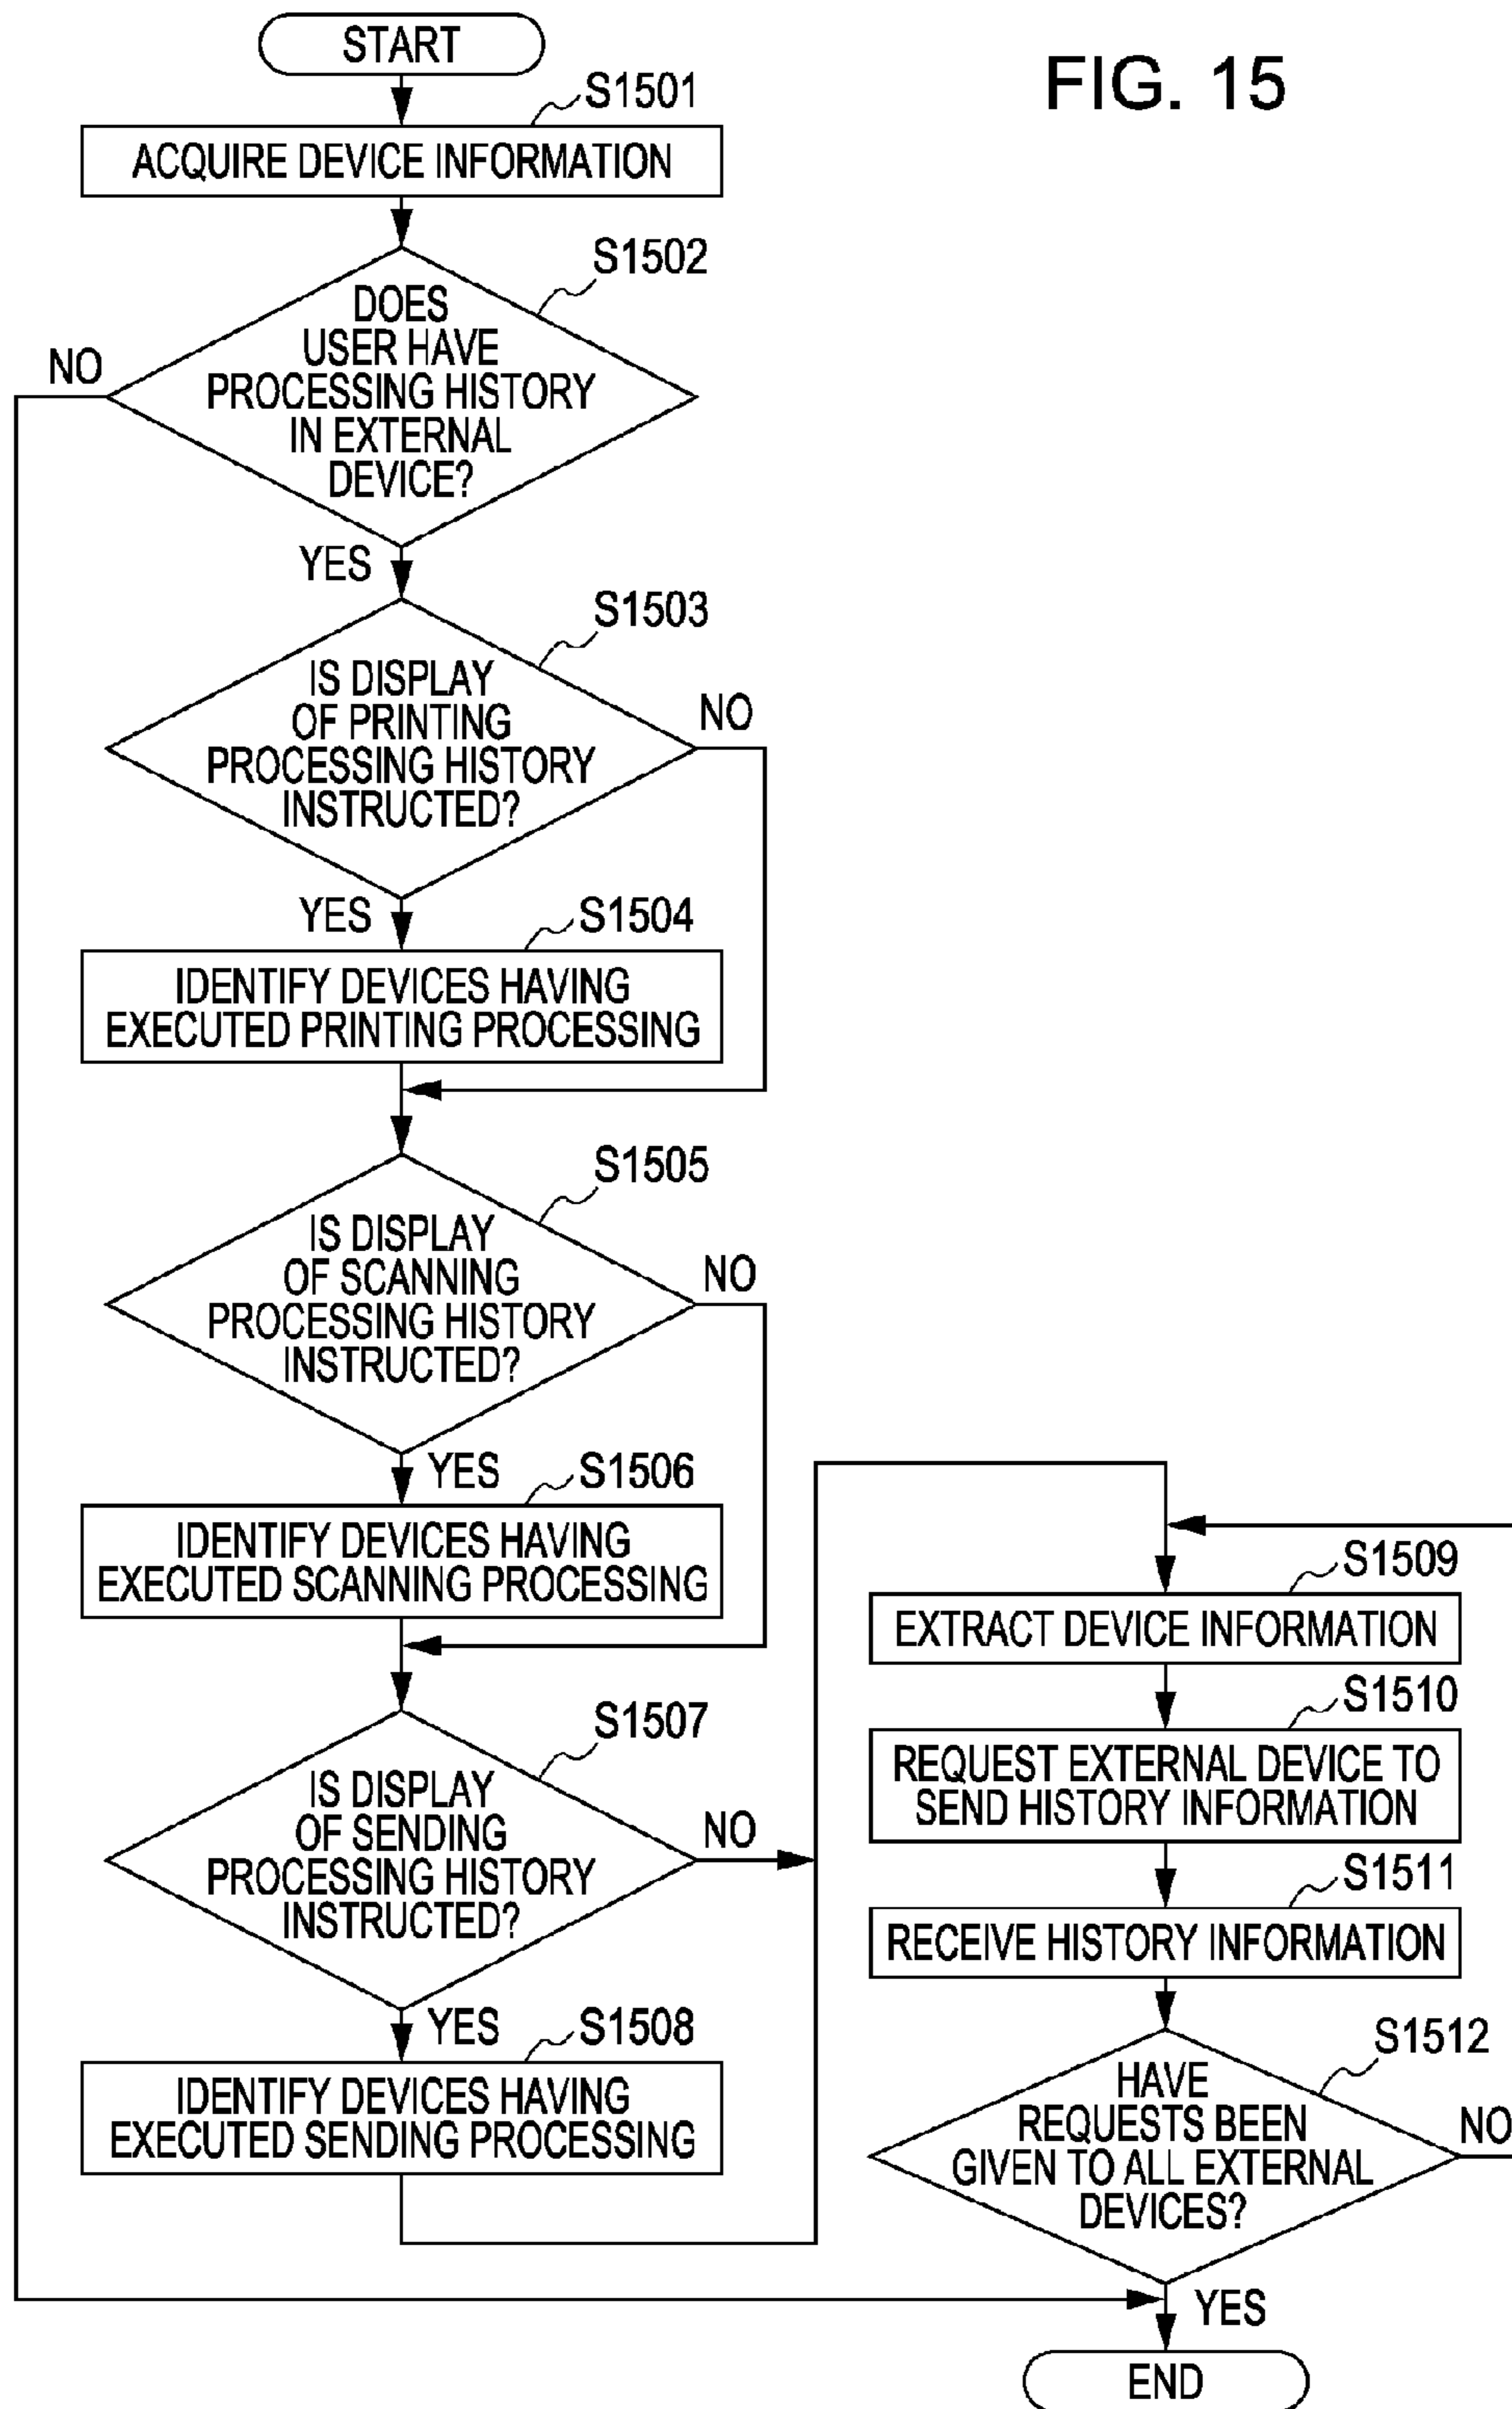 FIG. 15
START
S1501
ACQUIRE DEVICE INFORMATION
S1502
DOES
USER HAVE
PROCESSING HISTORY
IN EXTERNAL
DEVICE?
NO
YES
S1503
IS DISPLAY
OF PRINTING
PROCESSING HISTORY
INSTRUCTED?
NO
YES
S1504
IDENTIFY DEVICES HAVING
EXECUTED PRINTING PROCESSING
S1505
IS DISPLAY
OF SCANNING
PROCESSING HISTORY
INSTRUCTED?
NO
YES
S1506
IDENTIFY DEVICES HAVING
EXECUTED SCANNING PROCESSING
S1507
IS DISPLAY
OF SENDING
PROCESSING HISTORY
INSTRUCTED?
NO
YES
S1508
IDENTIFY DEVICES HAVING
EXECUTED SENDING PROCESSING
S1509
EXTRACT DEVICE INFORMATION
S1510
REQUEST EXTERNAL DEVICE TO
SEND HISTORY INFORMATION
S1511
RECEIVE HISTORY INFORMATION
S1512
HAVE
REQUESTS BEEN
GIVEN TO ALL EXTERNAL
DEVICES?
NO
YES
END